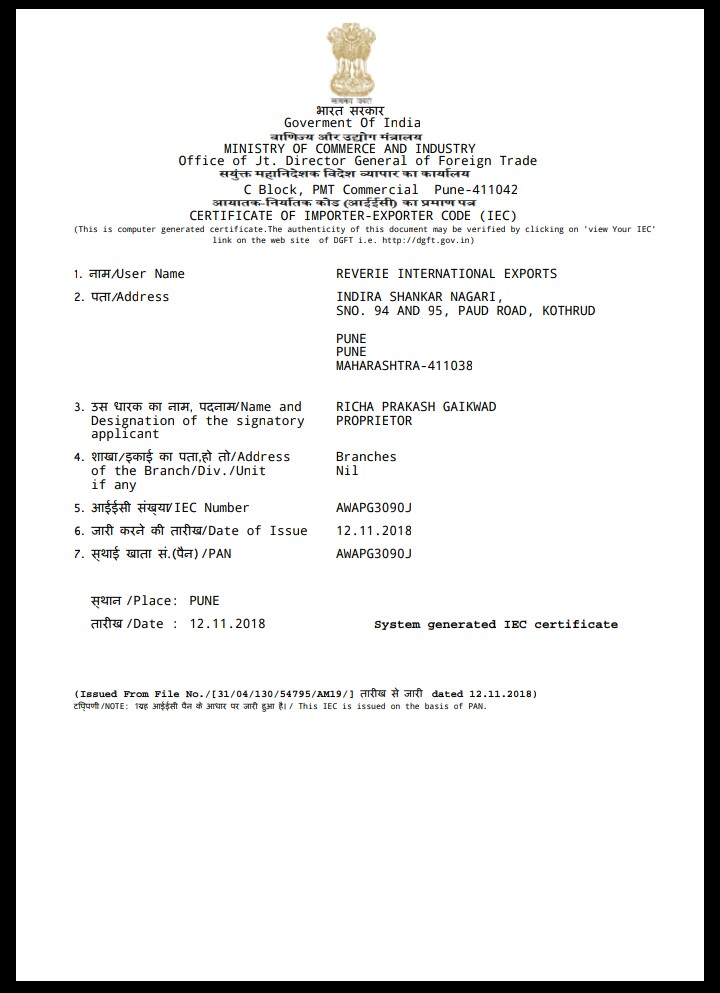 सत्यमेव जयते
भारत सरकार
Goverment Of India
वाणिज्य और उद्योग मंत्रालय
MINISTRY OF COMMERCE AND INDUSTRY
Office of Jt. Director General of Foreign Trade
सयुंक्त महानिदेशक विदेश व्यापार का कार्यालय
C Block, PMT Commercial Pune-411042
आयातक-निर्यातक कोड (आईईसी) का प्रमाण पत्र
CERTIFICATE OF IMPORTER-EXPORTER CODE (IEC)
(This is computer generated certificate.The authenticity of this document may be verified by clicking on 'view Your IEC'
link on the web site of DGFT i.e. http://dgft.gov.in)
1. नाम/User Name REVERIE INTERNATIONAL EXPORTS
2. पता/Address INDIRA SHANKAR NAGARI,
SNO. 94 AND 95, PAUD ROAD, KOTHRUD
PUNE
PUNE
MAHARASHTRA-411038
3. उस धारक का नाम, पदनाम/Name and RICHA PRAKASH GAIKWAD
Designation of the signatory PROPRIETOR
applicant
4. शाखा/इकाई का पता,हो तो/Address Branches
of the Branch/Div./Unit Nil
if any
5. आईईसी संख्या/IEC Number AWAPG3090J
6. जारी करने की तारीख/Date of Issue 12.11.2018
7. स्थाई खाता सं.(पैन) /PAN AWAPG3090J
स्थान /Place: PUNE
तारीख /Date : 12.11.2018 System generated IEC certificate
(Issued From File No./[31/04/130/54795/AM19/] तारीख से जारी dated 12.11.2018)
टिप्पणी/NOTE: आईईसी पैन के आधार पर जारी हुआ है। / This IEC is issued on the basis of PAN.